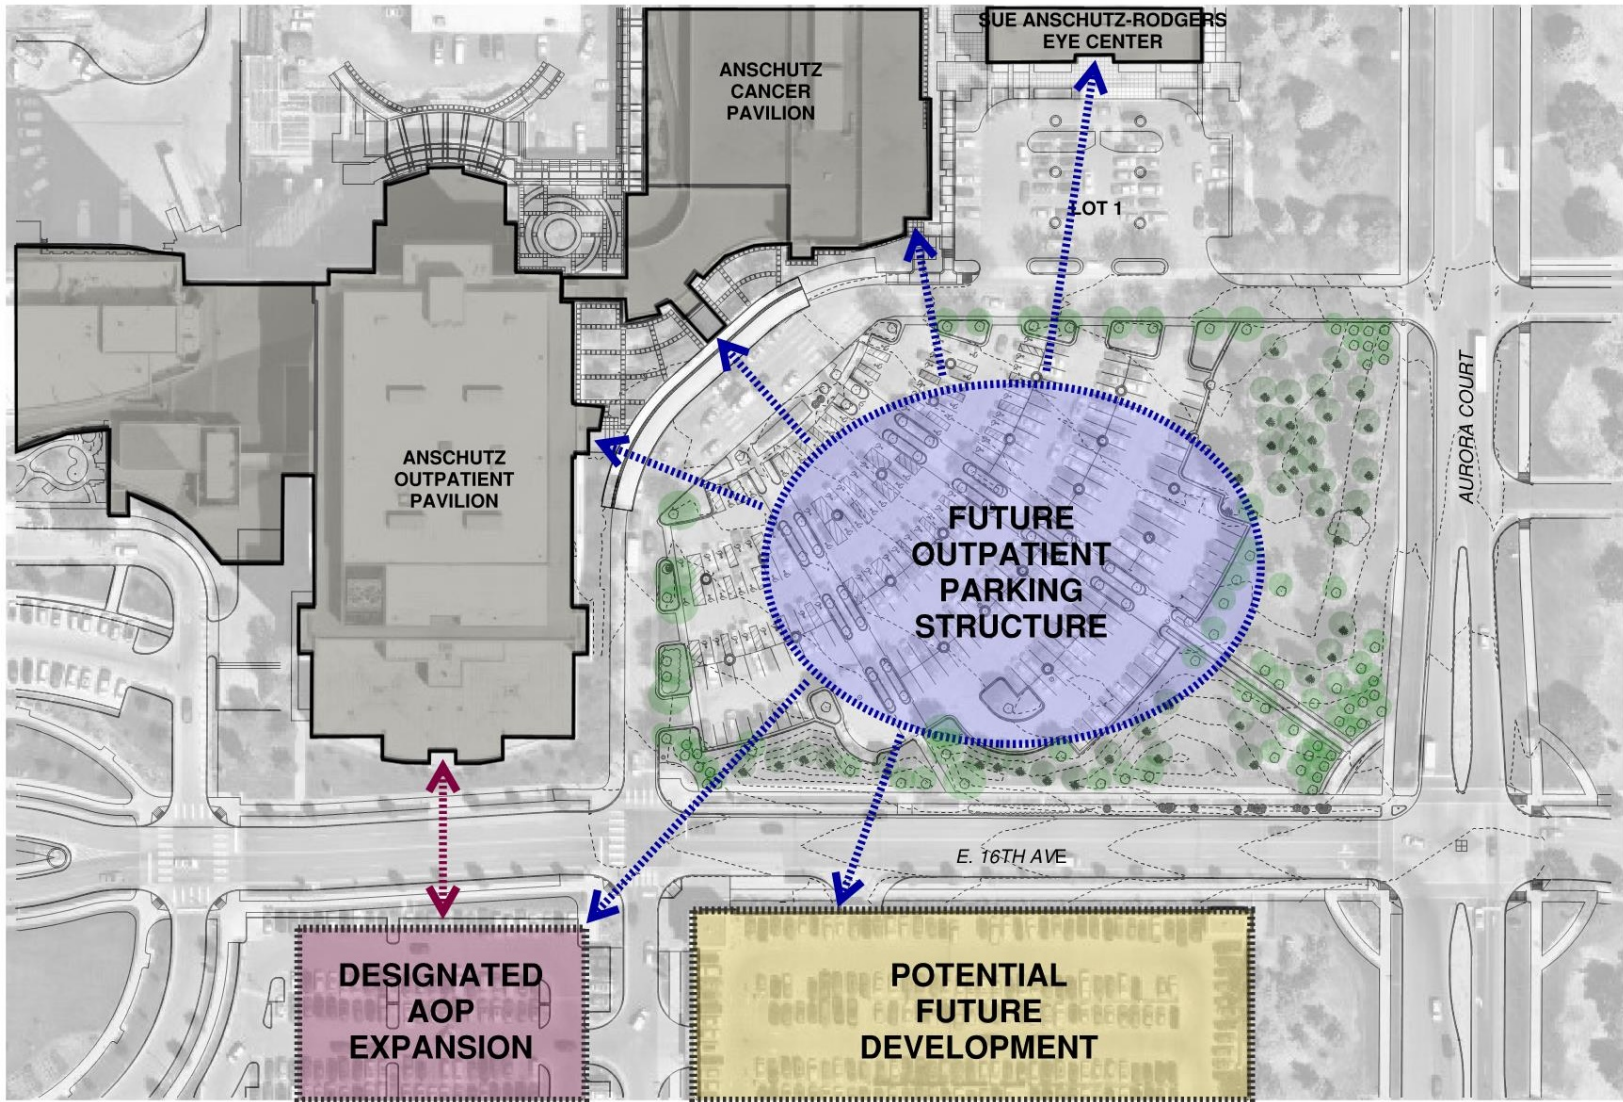 SUE ANSCHUTZ-RODGERS
EYE CENTER
ANSCHUTZ
CANCER
PAVILION
LOT 1
AURORA COURT
ANSCHUTZ
OUTPATIENT
PAVILION
FUTURE
OUTPATIENT
PARKING
STRUCTURE
E. 16TH AVE
DESIGNATED
AOP
EXPANSION
POTENTIAL
FUTURE
DEVELOPMENT